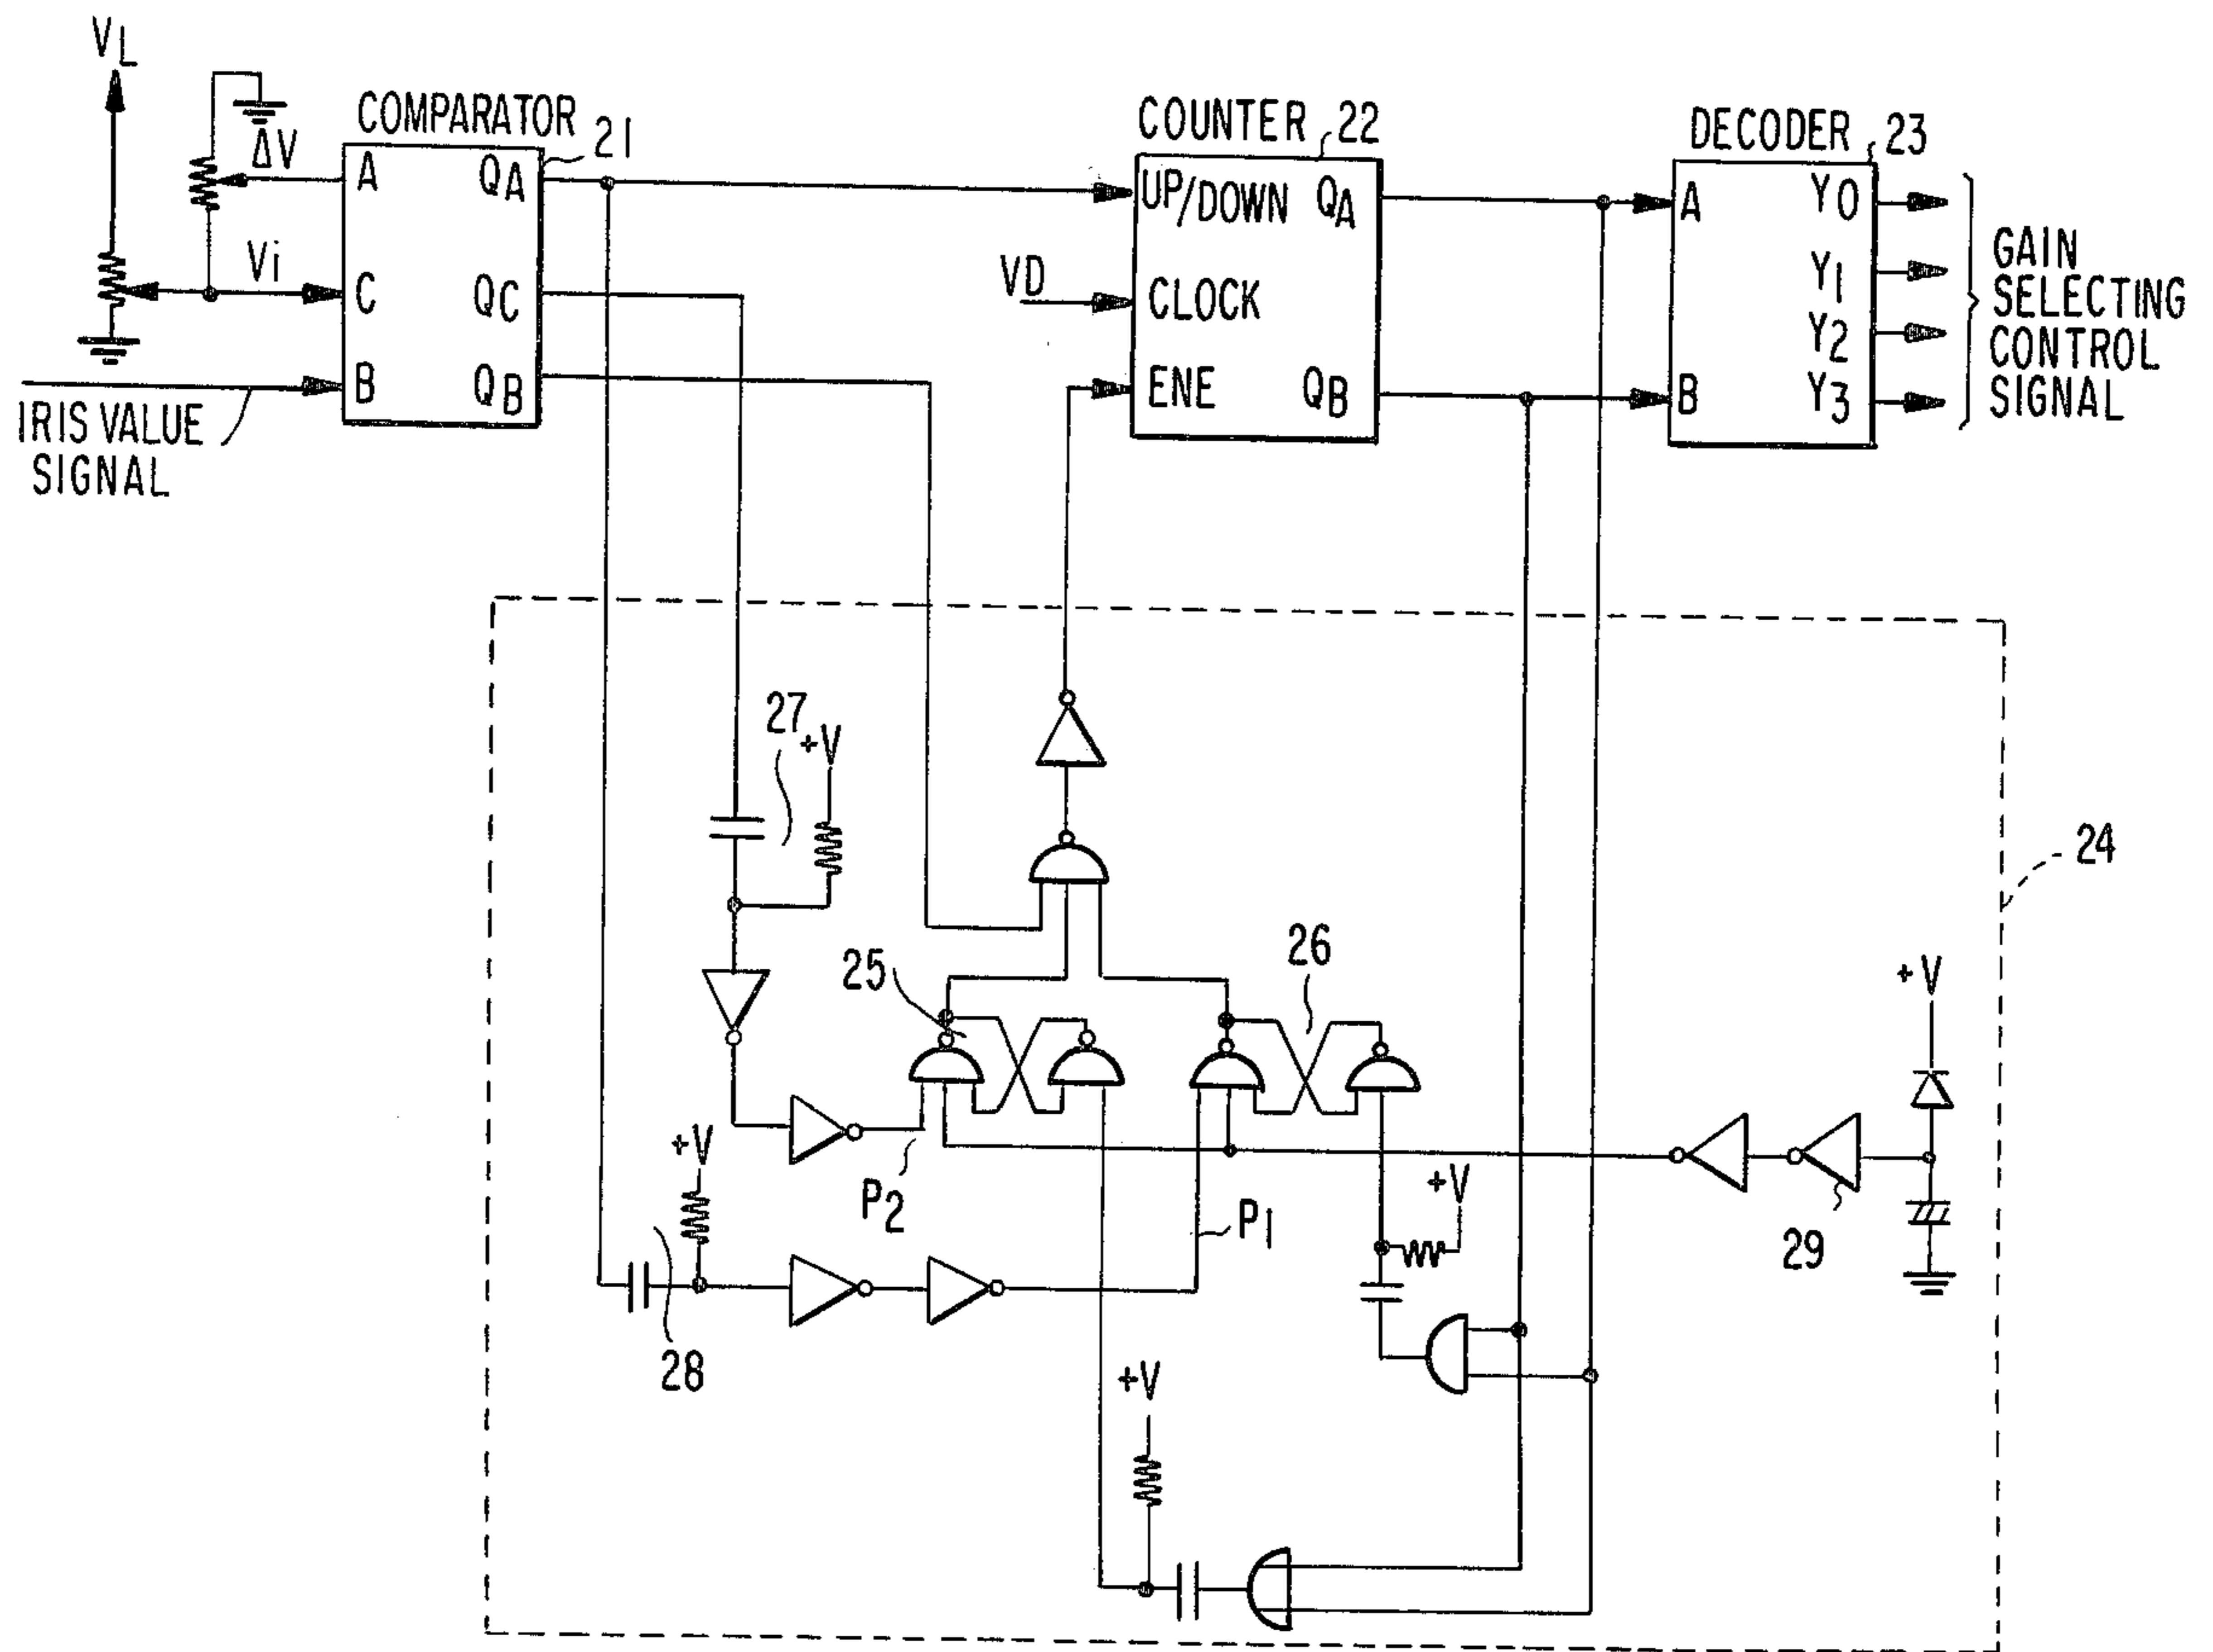 VL
ΔV
Vi
IRIS VALUE
SIGNAL
COMPARATOR 21
A QA
C QC
B QB
COUNTER 22
UP/DOWN QA
VD
CLOCK
ENE QB
DECODER 23
A Y0
Y1
Y2
B Y3
GAIN
SELECTING
CONTROL
SIGNAL
27
+V
24
25
26
+V
+V
P2
P1
+V
29
28
+V